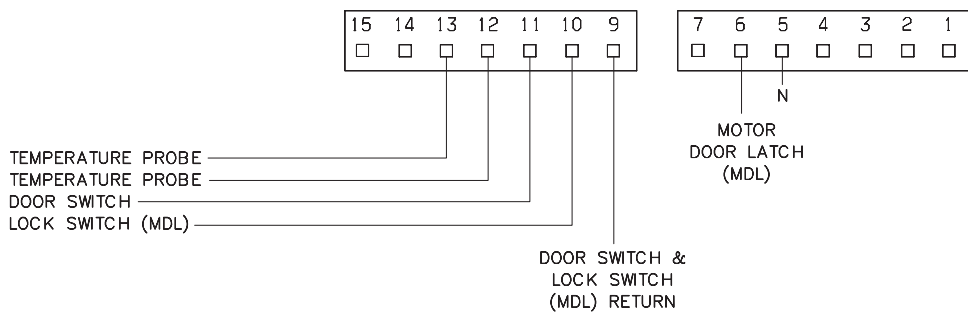 15 14 13 12 11 10 9
7 6 5 4 3 2 1
N
MOTOR
DOOR LATCH
(MDL)
TEMPERATURE PROBE
TEMPERATURE PROBE
DOOR SWITCH
LOCK SWITCH (MDL)
DOOR SWITCH &
LOCK SWITCH
(MDL) RETURN